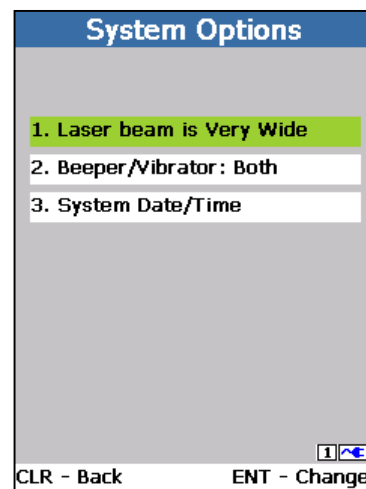 System Options
1. Laser beam is Very Wide
2. Beeper/Vibrator: Both
3. System Date/Time
1
CLR - Back ENT - Change